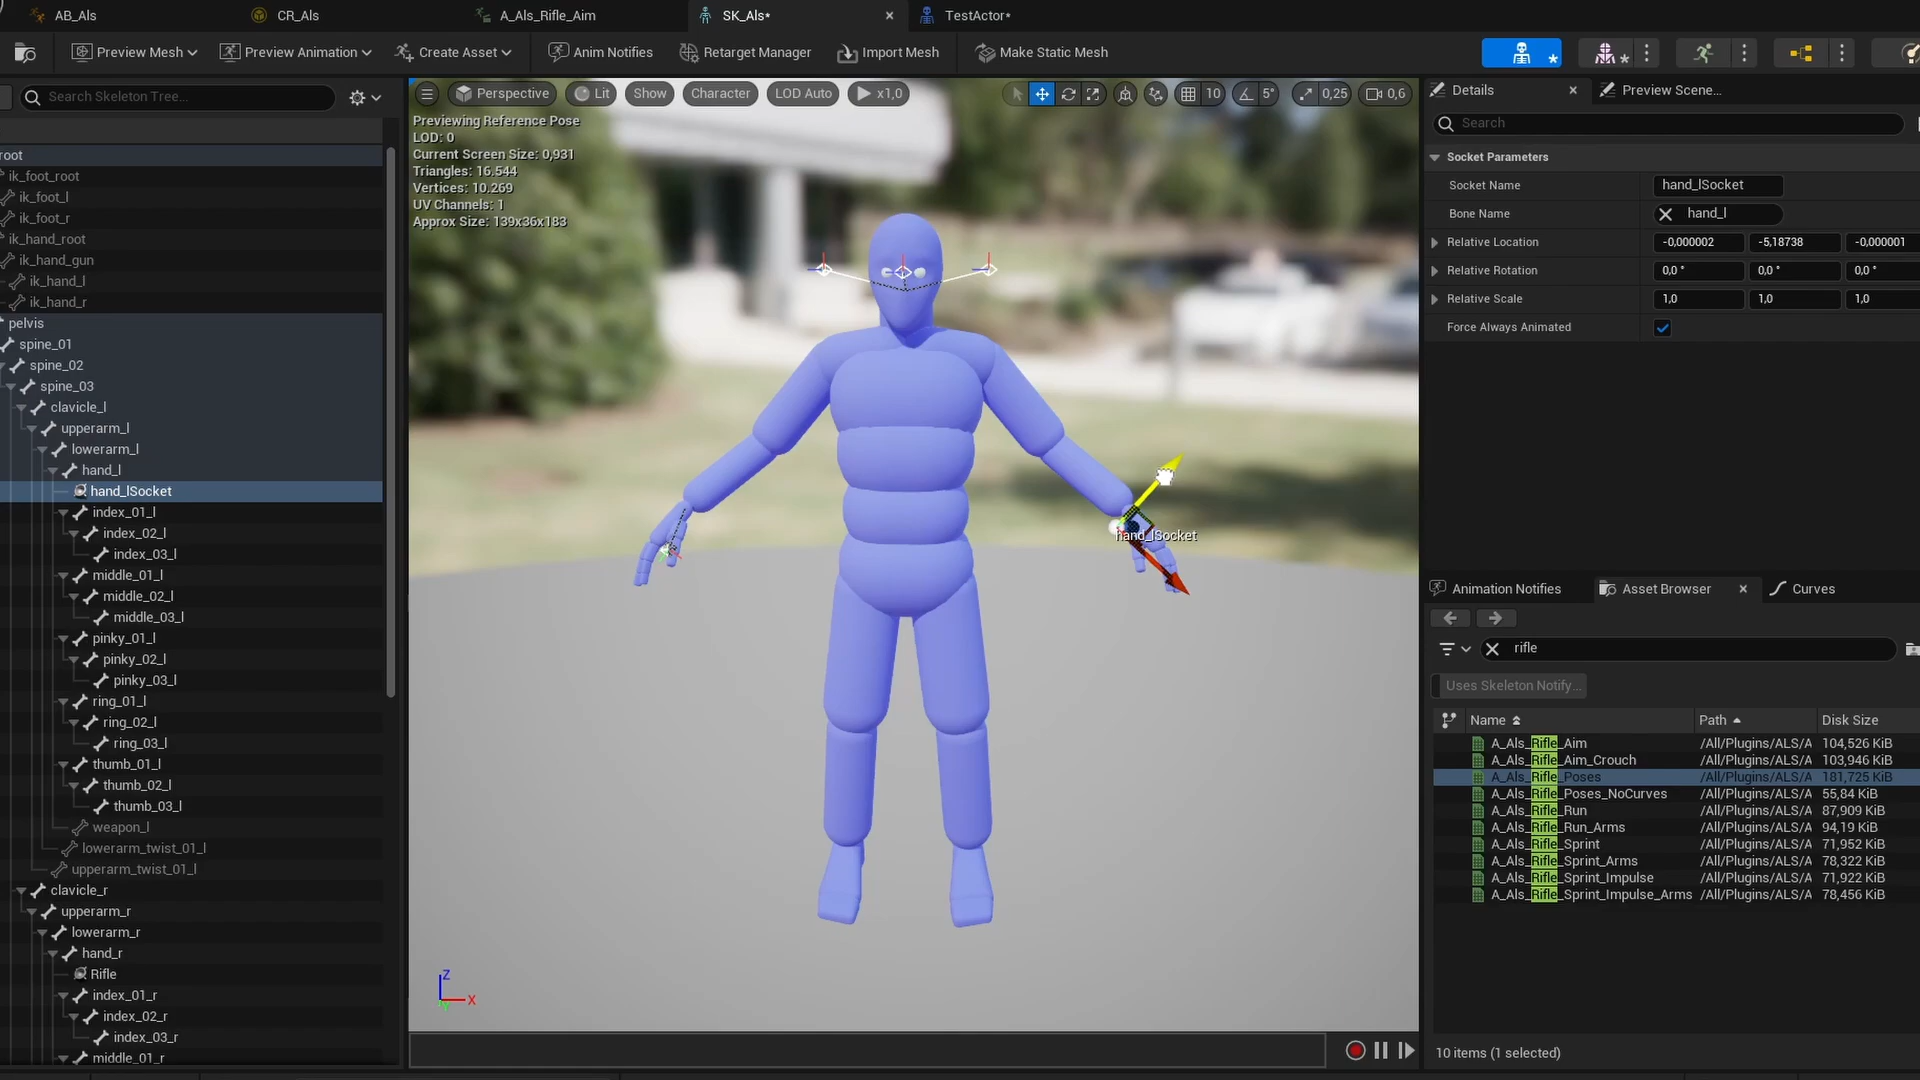 AB_Als
CR_Als
A_Als_Rifle_Aim
SK_Als*
TestActor*
Preview Mesh
Preview Animation
Create Asset
Anim Notifies
Retarget Manager
Import Mesh
Make Static Mesh
Search Skeleton Tree...
root
ik_foot_root
ik_foot_l
ik_foot_r
ik_hand_root
ik_hand_gun
ik_hand_l
ik_hand_r
pelvis
spine_01
spine_02
spine_03
clavicle_l
upperarm_l
lowerarm_l
hand_l
hand_lSocket
index_01_l
index_02_l
index_03_l
middle_01_l
middle_02_l
middle_03_l
pinky_01_l
pinky_02_l
pinky_03_l
ring_01_l
ring_02_l
ring_03_l
thumb_01_l
thumb_02_l
thumb_03_l
weapon_l
lowerarm_twist_01_l
upperarm_twist_01_l
clavicle_r
upperarm_r
lowerarm_r
hand_r
Rifle
index_01_r
index_02_r
index_03_r
middle_01_r
Perspective
Lit
Show
Character
LOD Auto
x1,0
10
5°
0,25
0,6
Previewing Reference Pose
LOD: 0
Current Screen Size: 0,931
Triangles: 16.544
Vertices: 10.269
UV Channels: 1
Approx Size: 139x36x183
hand_lSocket
Z
X
Y
Details
Preview Scene...
Search
Socket Parameters
Socket Name hand_lSocket
Bone Name hand_l
Relative Location -0,000002 -5,18738 -0,000001
Relative Rotation 0,0 ° 0,0 ° 0,0 °
Relative Scale 1,0 1,0 1,0
Force Always Animated
Animation Notifies
Asset Browser
Curves
rifle
Uses Skeleton Notify...
Name Path Disk Size
A_Als_Rifle_Aim /All/Plugins/ALS/A 104,526 KiB
A_Als_Rifle_Aim_Crouch /All/Plugins/ALS/A 103,946 KiB
A_Als_Rifle_Poses /All/Plugins/ALS/A 181,725 KiB
A_Als_Rifle_Poses_NoCurves /All/Plugins/ALS/A 55,84 KiB
A_Als_Rifle_Run /All/Plugins/ALS/A 87,909 KiB
A_Als_Rifle_Run_Arms /All/Plugins/ALS/A 94,19 KiB
A_Als_Rifle_Sprint /All/Plugins/ALS/A 71,952 KiB
A_Als_Rifle_Sprint_Arms /All/Plugins/ALS/A 78,322 KiB
A_Als_Rifle_Sprint_Impulse /All/Plugins/ALS/A 71,922 KiB
A_Als_Rifle_Sprint_Impulse_Arms /All/Plugins/ALS/A 78,456 KiB
10 items (1 selected)